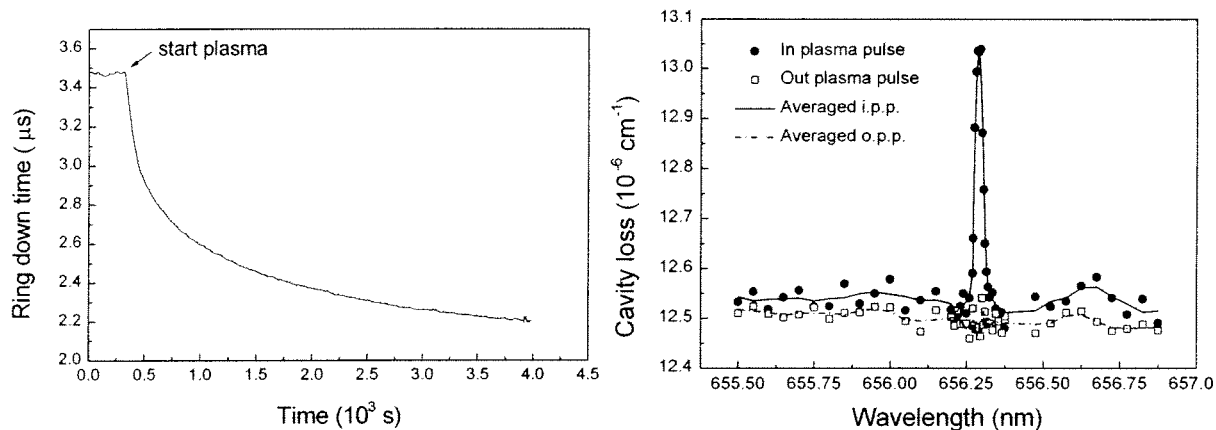 3.6
3.4
3.2
3.0
2.8
2.6
2.4
2.2
2.0
Ring down time ( μs)
start plasma
0.0 0.5 1.0 1.5 2.0 2.5 3.0 3.5 4.0 4.5
Time (10³ s)
13.1
13.0
12.9
12.8
12.7
12.6
12.5
12.4
Cavity loss (10⁻⁶ cm⁻¹)
In plasma pulse
Out plasma pulse
Averaged i.p.p.
Averaged o.p.p.
655.50 655.75 656.00 656.25 656.50 656.75 657.0
Wavelength (nm)